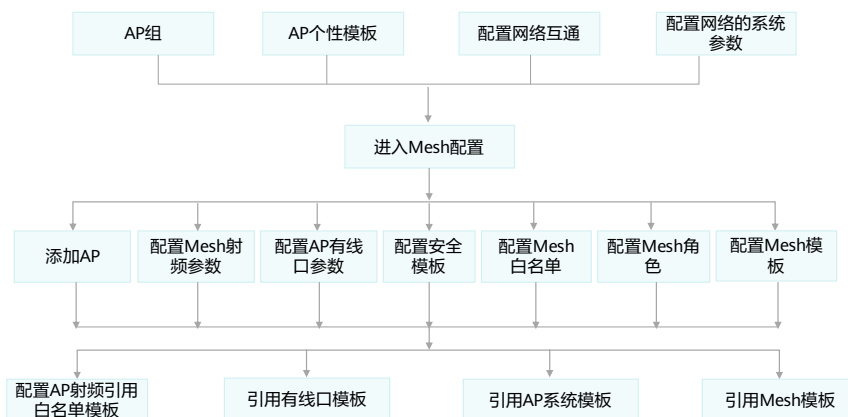 AP组
AP个性模板
配置网络互通
配置网络的系统
参数
进入Mesh配置
添加AP
配置Mesh射
频参数
配置AP有线
口参数
配置安全
模板
配置Mesh
白名单
配置Mesh角
色
配置Mesh模
板
配置AP射频引用
白名单模板
引用有线口模板
引用AP系统模板
引用Mesh模板